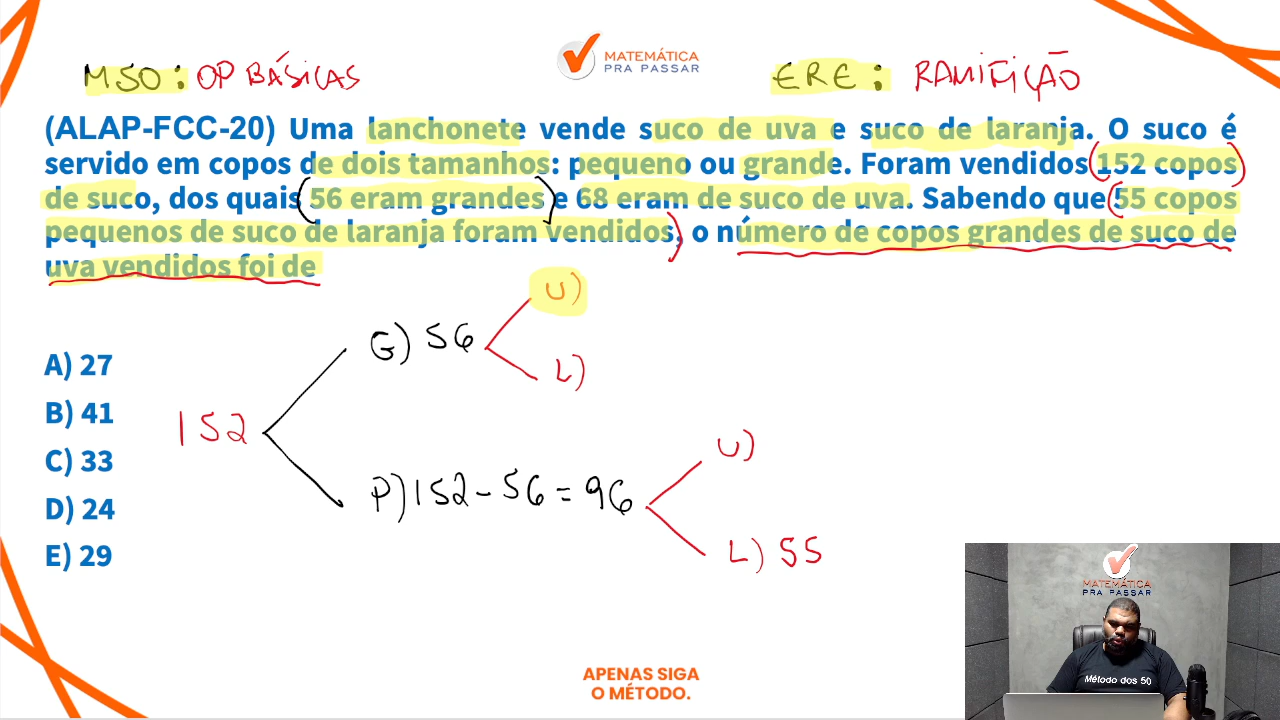 MATEMÁTICA
PRA PASSAR
MSO: OP BÁSICAS
ERE: RAMIFIÇÃO
(ALAP-FCC-20) Uma lanchonete vende suco de uva e suco de laranja. O suco é
servido em copos de dois tamanhos: pequeno ou grande. Foram vendidos 152 copos
de suco, dos quais 56 eram grandes e 68 eram de suco de uva. Sabendo que 55 copos
pequenos de suco de laranja foram vendidos, o número de copos grandes de suco de
uva vendidos foi de
A) 27
B) 41
C) 33
D) 24
E) 29
152
G) 56
U)
L)
P) 152 - 56 = 96
U)
L) 55
MATEMÁTICA
PRA PASSAR
Método dos 50
APENAS SIGA
O MÉTODO.